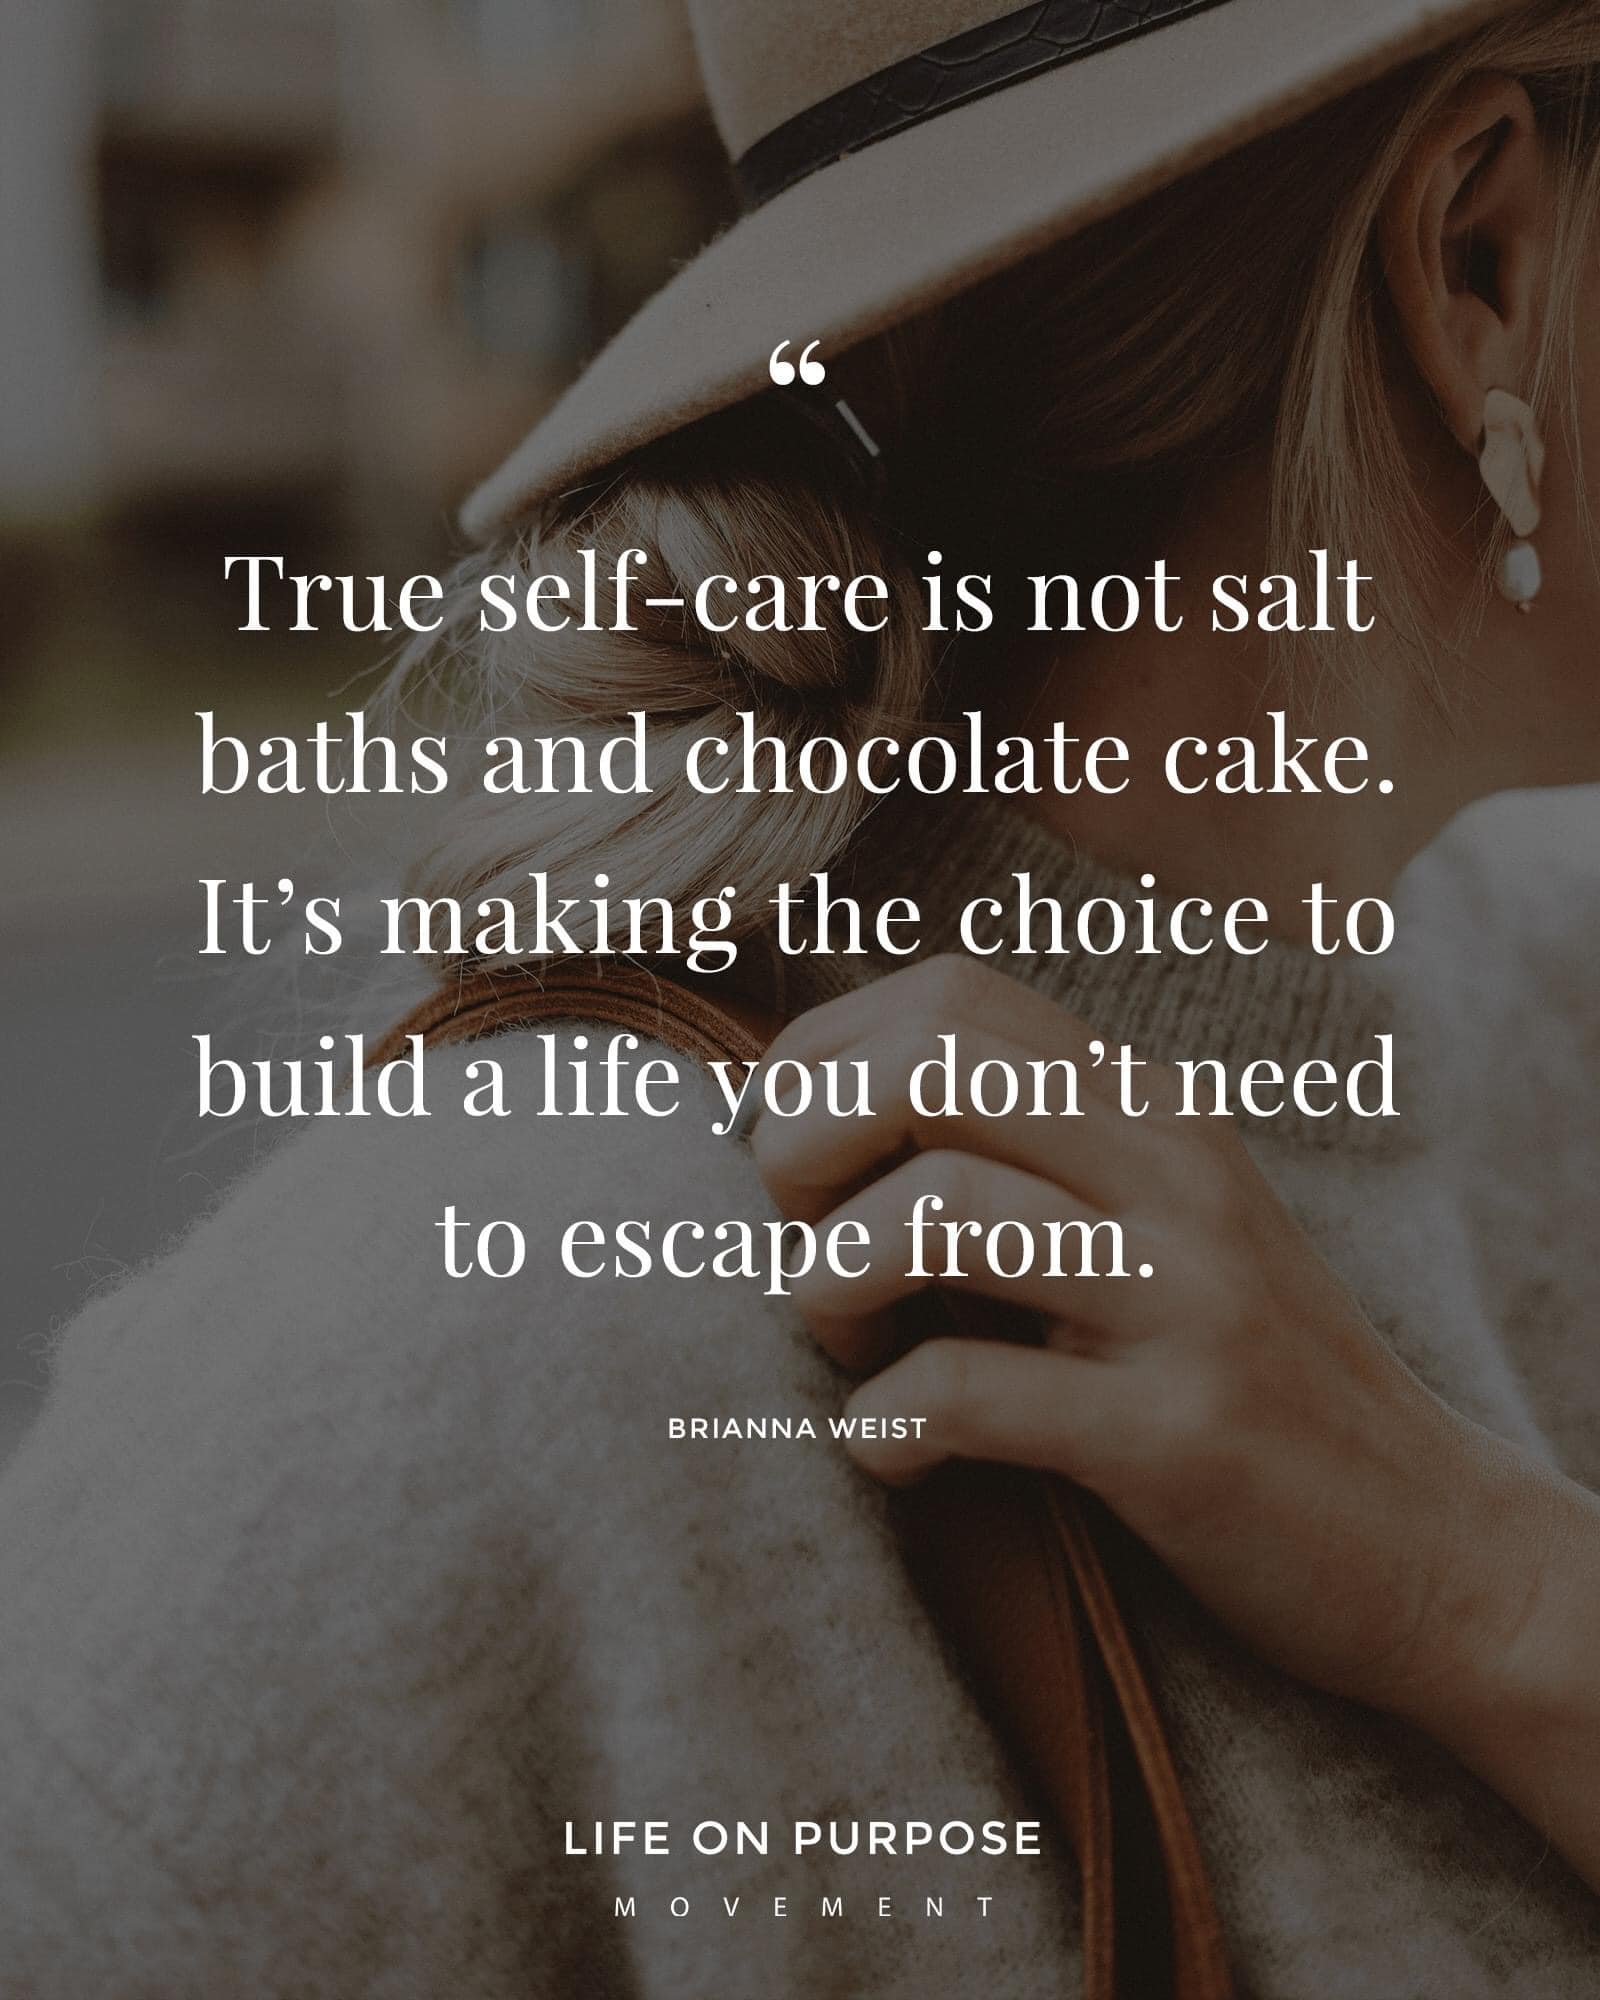 “
True self-care is not salt
baths and chocolate cake.
It’s making the choice to
build a life you don’t need
to escape from.
BRIANNA WEIST
LIFE ON PURPOSE
MOVEMENT